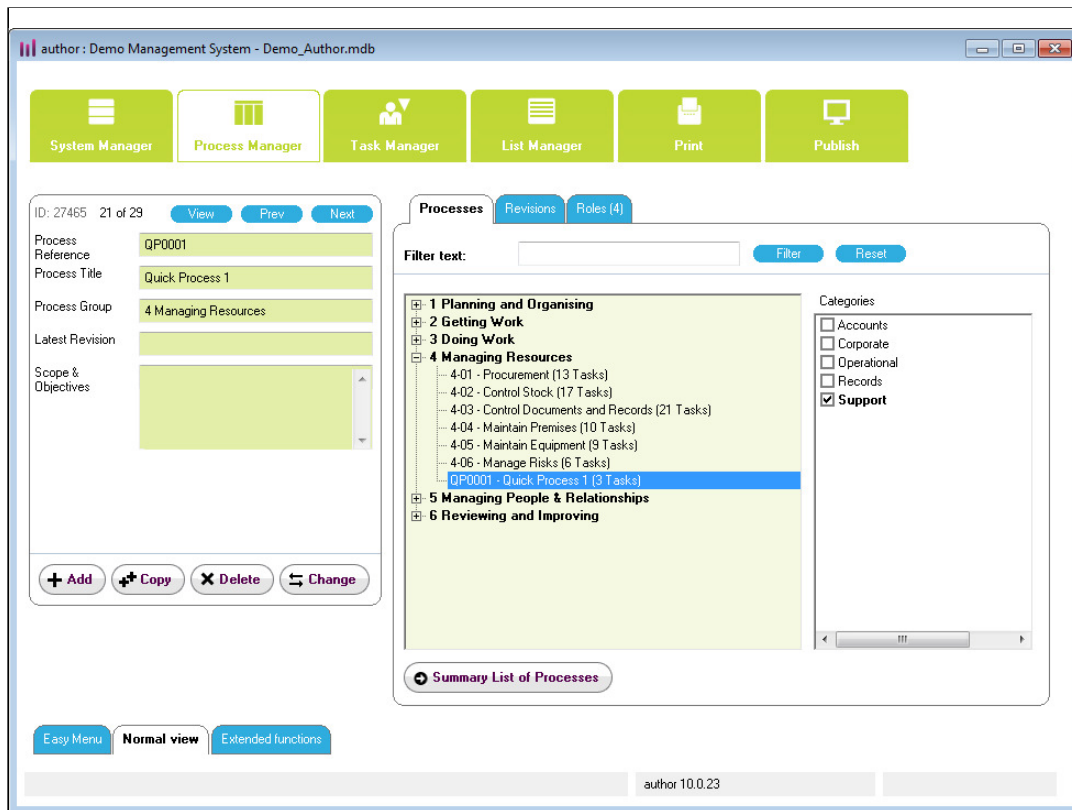 author : Demo Management System - Demo_Author.mdb
System Manager
Process Manager
Task Manager
List Manager
Print
Publish
ID: 27465 21 of 29 View Prev Next
Process Reference QP0001
Process Title Quick Process 1
Process Group 4 Managing Resources
Latest Revision
Scope & Objectives
Add Copy Delete Change
Processes Revisions Roles (4)
Filter text: Filter Reset
1 Planning and Organising
2 Getting Work
3 Doing Work
4 Managing Resources
4-01 - Procurement (13 Tasks)
4-02 - Control Stock (17 Tasks)
4-03 - Control Documents and Records (21 Tasks)
4-04 - Maintain Premises (10 Tasks)
4-05 - Maintain Equipment (9 Tasks)
4-06 - Manage Risks (6 Tasks)
QP0001 - Quick Process 1 (3 Tasks)
5 Managing People & Relationships
6 Reviewing and Improving
Categories
Accounts
Corporate
Operational
Records
Support
Summary List of Processes
Easy Menu Normal view Extended functions
author 10.0.23